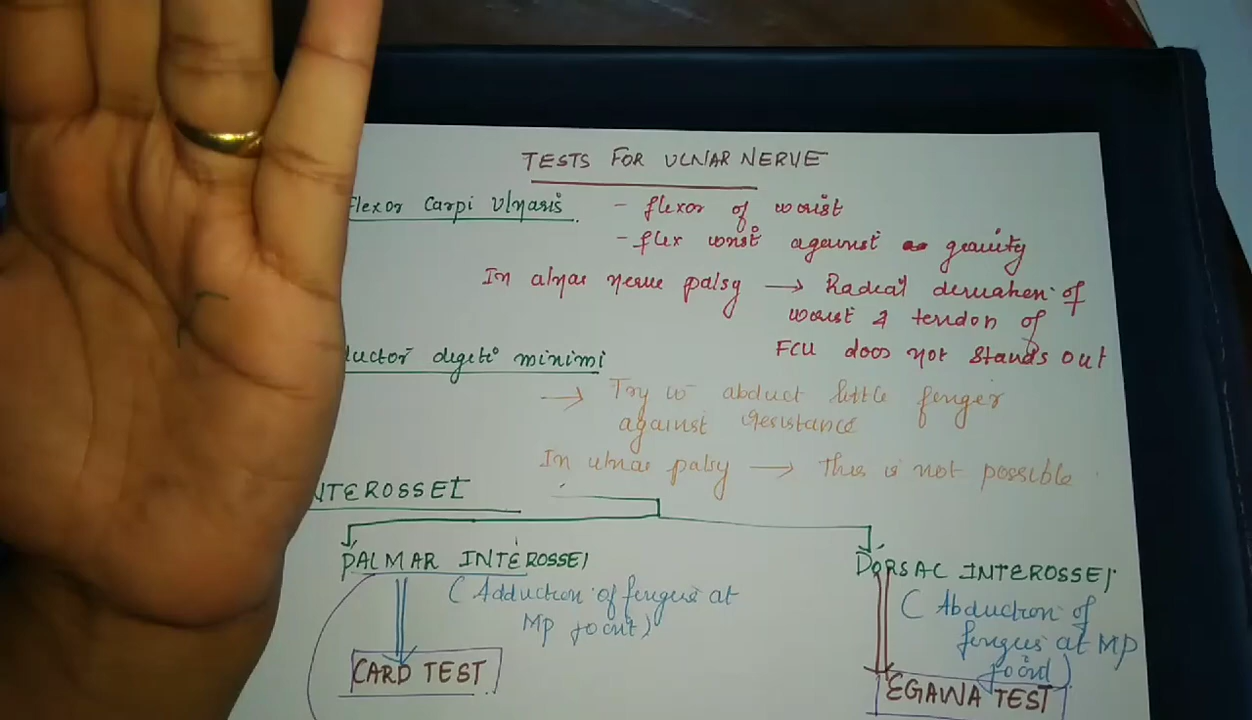 TESTS FOR ULNAR NERVE
flexor Carpi Ulnaris - flexor of wrist
- flex wrist against gravity
In ulnar nerve palsy → Radial deviation of
wrist & tendon of
FCU does not stands out
ductor digiti minimi
→ Try to abduct little finger
against resistance
In ulnar palsy → this is not possible
INTEROSSEI
PALMAR INTEROSSEI
DORSAL INTEROSSEI
(Adduction of fingers at
MP joint)
(Abduction of
fingers at MP
joint)
CARD TEST
EGAWA TEST